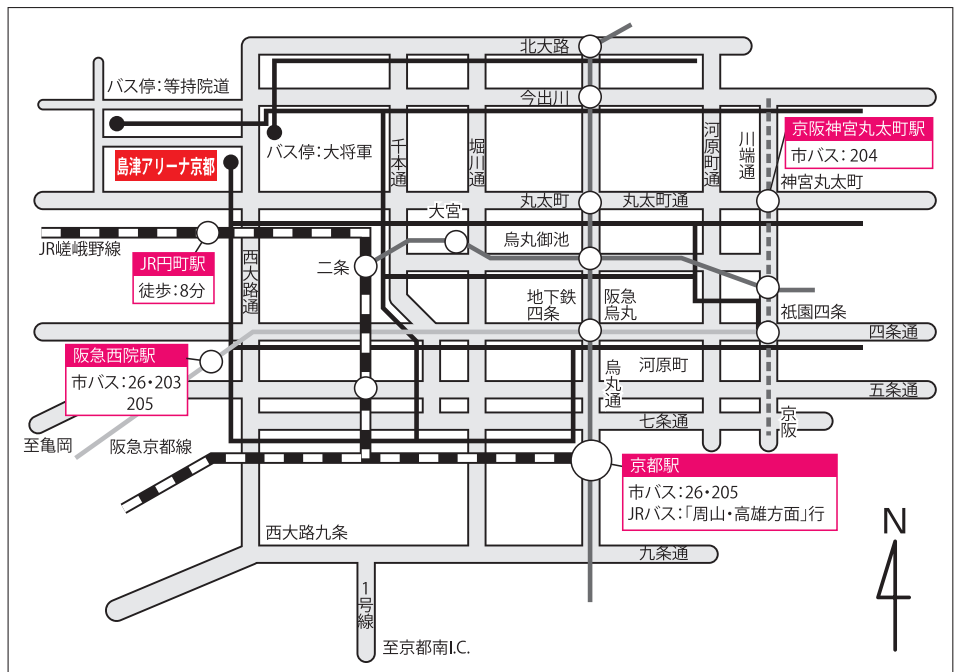 北大路
バス停:等持院道
今出川
京阪神宮丸太町駅
市バス:204
バス停:大将軍
千本通
堀川通
河原町通
川端通
島津アリーナ京都
神宮丸太町
丸太町
丸太町通
大宮
烏丸御池
JR嵯峨野線
JR円町駅
徒歩:8分
西大路通
二条
地下鉄
四条
阪急
烏丸
祇園四条
四条通
阪急西院駅
市バス:26・203
205
烏丸通
河原町
五条通
七条通
京阪
至亀岡
阪急京都線
京都駅
市バス:26・205
JRバス:「周山・高雄方面」行
西大路九条
九条通
N
1号線
至京都南I.C.